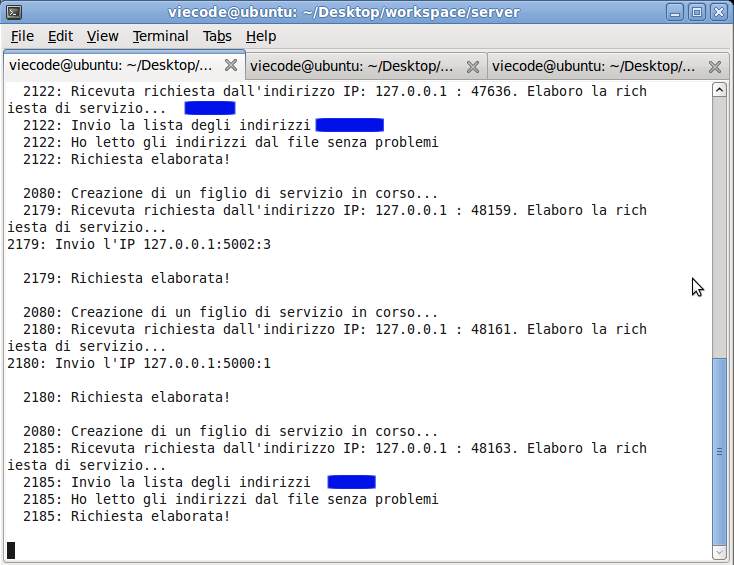 viecode@ubuntu: ~/Desktop/workspace/server
File Edit View Terminal Tabs Help
viecode@ubuntu: ~/Desktop/... viecode@ubuntu: ~/Desktop/... viecode@ubuntu: ~/Desktop/...
2122: Ricevuta richiesta dall'indirizzo IP: 127.0.0.1 : 47636. Elaboro la rich
iesta di servizio...
2122: Invio la lista degli indirizzi
2122: Ho letto gli indirizzi dal file senza problemi
2122: Richiesta elaborata!
2080: Creazione di un figlio di servizio in corso...
2179: Ricevuta richiesta dall'indirizzo IP: 127.0.0.1 : 48159. Elaboro la rich
iesta di servizio...
2179: Invio l'IP 127.0.0.1:5002:3
2179: Richiesta elaborata!
2080: Creazione di un figlio di servizio in corso...
2180: Ricevuta richiesta dall'indirizzo IP: 127.0.0.1 : 48161. Elaboro la rich
iesta di servizio...
2180: Invio l'IP 127.0.0.1:5000:1
2180: Richiesta elaborata!
2080: Creazione di un figlio di servizio in corso...
2185: Ricevuta richiesta dall'indirizzo IP: 127.0.0.1 : 48163. Elaboro la rich
iesta di servizio...
2185: Invio la lista degli indirizzi
2185: Ho letto gli indirizzi dal file senza problemi
2185: Richiesta elaborata!